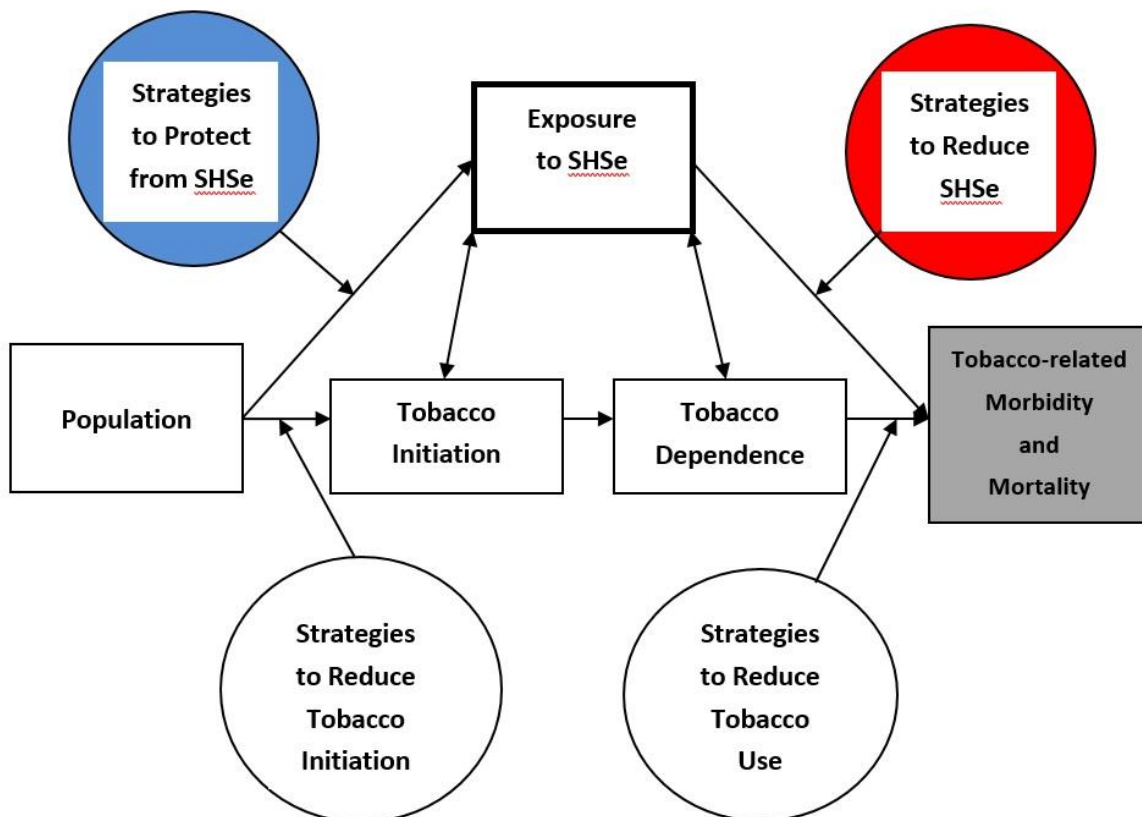 Strategies
to Protect
from SHSe
Exposure
to SHSe
Strategies
to Reduce
SHSe
Population
Tobacco
Initiation
Tobacco
Dependence
Tobacco-related
Morbidity
and
Mortality
Strategies
to Reduce
Tobacco
Initiation
Strategies
to Reduce
Tobacco
Use